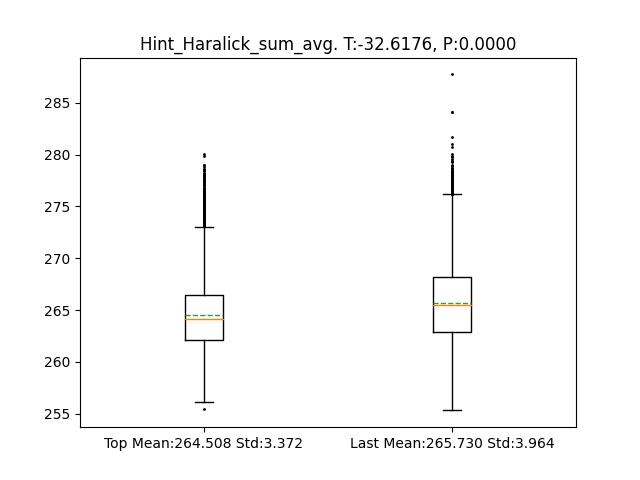 Hint_Haralick_sum_avg. T:-32.6176, P:0.0000
285
280
275
270
265
260
255
Top Mean:264.508 Std:3.372
Last Mean:265.730 Std:3.964